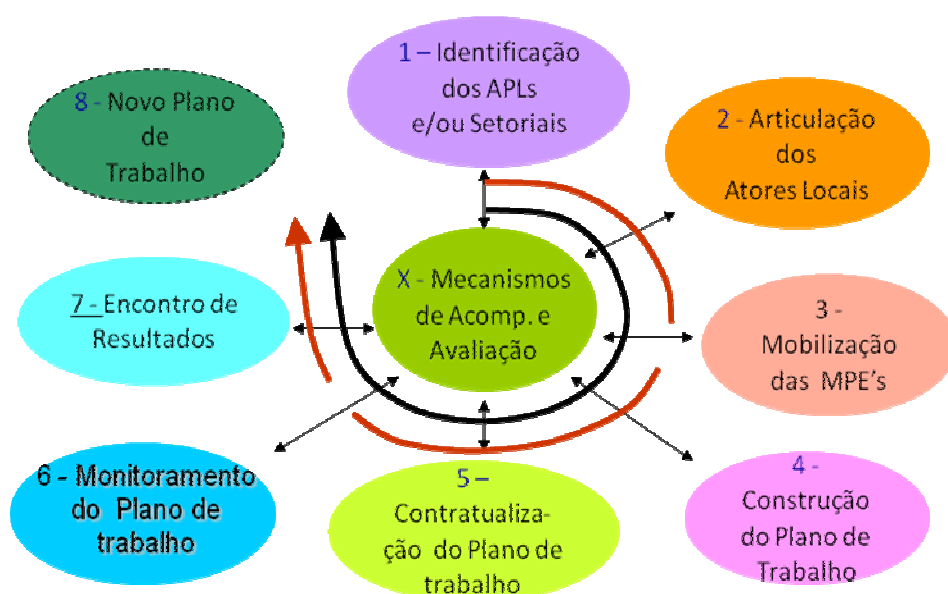 1 – Identificação
dos APLs
e/ou Setoriais
2 - Articulação
dos
Atores Locais
3 -
Mobilização
das MPE's
4 -
Construção
do Plano de
Trabalho
5 –
Contratualiza-
ção do Plano de
trabalho
6 - Monitoramento
do Plano de
trabalho
7 - Encontro de
Resultados
8 - Novo Plano
de
Trabalho
X - Mecanismos
de Acomp. e
Avaliação